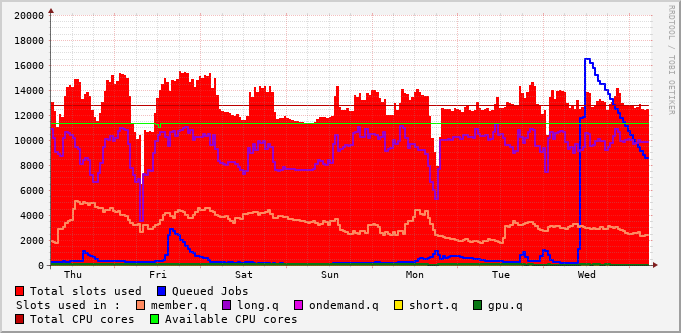 RRDTOOL / TOBI OETIKER
20000
18000
16000
14000
12000
10000
8000
6000
4000
2000
0
Thu Fri Sat Sun Mon Tue Wed
Total slots used Queued Jobs
Slots used in : member.q long.q ondemand.q short.q gpu.q
Total CPU cores Available CPU cores